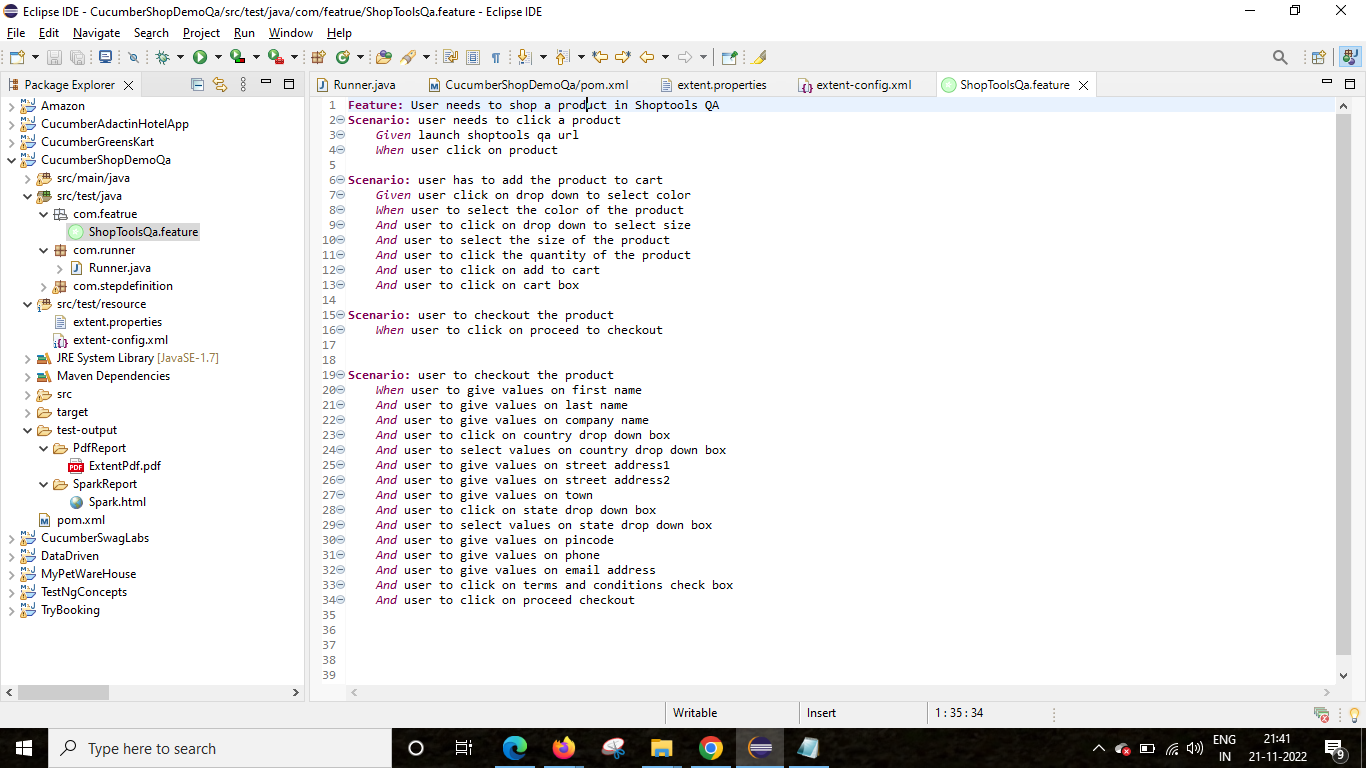 Eclipse IDE - CucumberShopDemoQa/src/test/java/com/featrue/ShopToolsQa.feature - Eclipse IDE
File Edit Navigate Search Project Run Window Help
Package Explorer
Amazon
CucumberAdactinHotelApp
CucumberGreensKart
CucumberShopDemoQa
src/main/java
src/test/java
com.featrue
ShopToolsQa.feature
com.runner
Runner.java
com.stepdefinition
src/test/resource
extent.properties
extent-config.xml
JRE System Library [JavaSE-1.7]
Maven Dependencies
src
target
test-output
PdfReport
ExtentPdf.pdf
SparkReport
Spark.html
pom.xml
CucumberSwagLabs
DataDriven
MyPetWareHouse
TestNgConcepts
TryBooking
Runner.java CucumberShopDemoQa/pom.xml extent.properties extent-config.xml ShopToolsQa.feature
1 Feature: User needs to shop a product in Shoptools QA
2 Scenario: user needs to click a product
3 Given launch shoptools qa url
4 When user click on product
5
6 Scenario: user has to add the product to cart
7 Given user click on drop down to select color
8 When user to select the color of the product
9 And user to click on drop down to select size
10 And user to select the size of the product
11 And user to click the quantity of the product
12 And user to click on add to cart
13 And user to click on cart box
14
15 Scenario: user to checkout the product
16 When user to click on proceed to checkout
17
18
19 Scenario: user to checkout the product
20 When user to give values on first name
21 And user to give values on last name
22 And user to give values on company name
23 And user to click on country drop down box
24 And user to select values on country drop down box
25 And user to give values on street address1
26 And user to give values on street address2
27 And user to give values on town
28 And user to click on state drop down box
29 And user to select values on state drop down box
30 And user to give values on pincode
31 And user to give values on phone
32 And user to give values on email address
33 And user to click on terms and conditions check box
34 And user to click on proceed checkout
35
36
37
38
39
Writable Insert 1 : 35 : 34
Type here to search
ENG
IN
21:41
21-11-2022
9